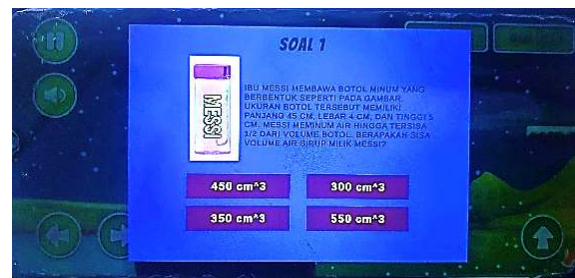 SOAL 1
MESSI
IBU MESSI MEMBAWA BOTOL MINUM YANG
BERBENTUK SEPERTI PADA GAMBAR.
UKURAN BOTOL TERSEBUT MEMILIKI
PANJANG 45 CM, LEBAR 4 CM, DAN TINGGI 5
CM. MESSI MEMINUM AIR HINGGA TERSISA
1/2 DARI VOLUME BOTOL. BERAPAKAH SISA
VOLUME AIR SIRUP MILIK MESSI?
450 cm^3
300 cm^3
350 cm^3
550 cm^3